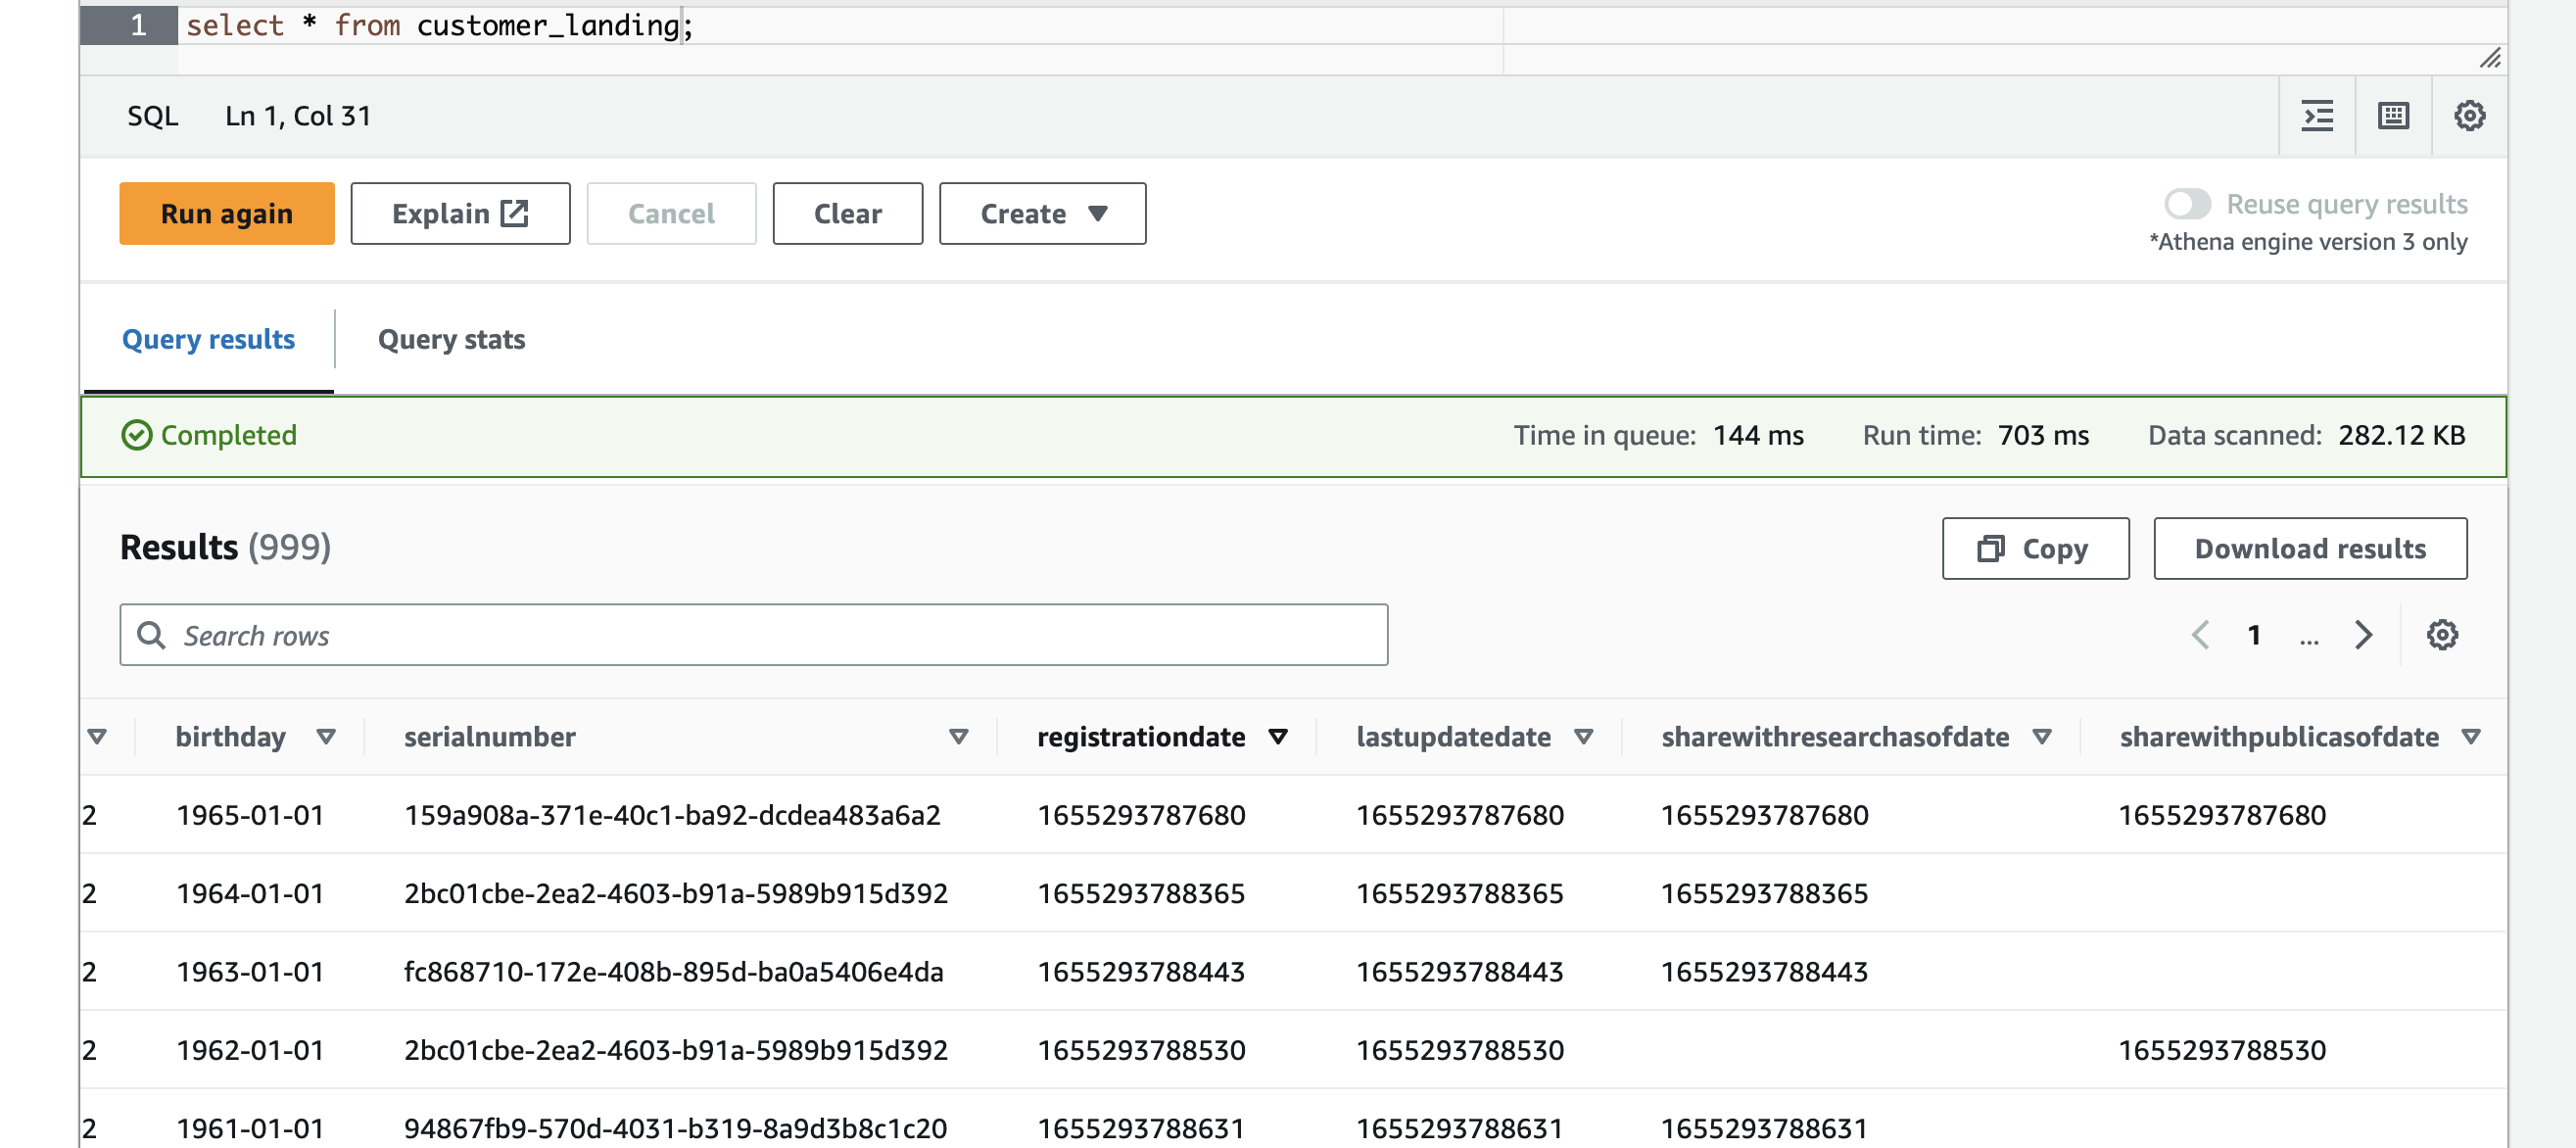 1 select * from customer_landing;
SQL Ln 1, Col 31
Run again Explain Cancel Clear Create Reuse query results
*Athena engine version 3 only
Query results Query stats
Completed Time in queue: 144 ms Run time: 703 ms Data scanned: 282.12 KB
Results (999) Copy Download results
Search rows 1 ...
birthday serialnumber registrationdate lastupdatedate sharewithresearchasofdate sharewithpublicasofdate
2 1965-01-01 159a908a-371e-40c1-ba92-dcdea483a6a2 1655293787680 1655293787680 1655293787680 1655293787680
2 1964-01-01 2bc01cbe-2ea2-4603-b91a-5989b915d392 1655293788365 1655293788365 1655293788365
2 1963-01-01 fc868710-172e-408b-895d-ba0a5406e4da 1655293788443 1655293788443 1655293788443
2 1962-01-01 2bc01cbe-2ea2-4603-b91a-5989b915d392 1655293788530 1655293788530 1655293788530
2 1961-01-01 94867fb9-570d-4031-b319-8a9d3b8c1c20 1655293788631 1655293788631 1655293788631